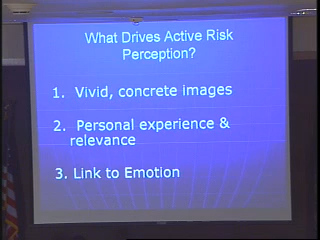 What Drives Active Risk
Perception?
1. Vivid, concrete images
2. Personal experience &
relevance
3. Link to Emotion